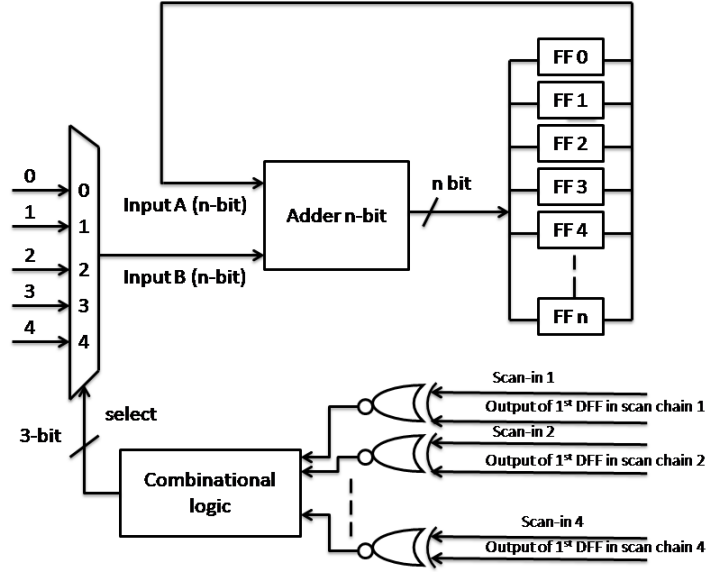 FF 0
FF 1
FF 2
FF 3
FF 4
FF n
n bit
Adder n-bit
Input A (n-bit)
Input B (n-bit)
0 0
1 1
2 2
3 3
4 4
select
3-bit
Combinational
logic
Scan-in 1
Output of 1st DFF in scan chain 1
Scan-in 2
Output of 1st DFF in scan chain 2
Scan-in 4
Output of 1st DFF in scan chain 4